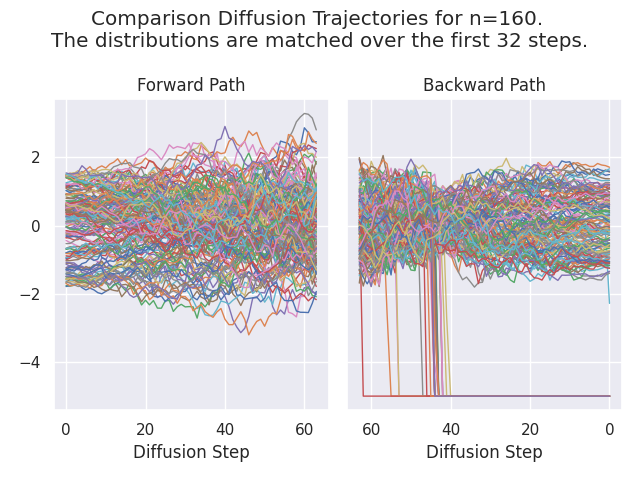 Comparison Diffusion Trajectories for n=160.
The distributions are matched over the first 32 steps.
Forward Path
Backward Path
2
0
−2
−4
0 20 40 60
60 40 20 0
Diffusion Step
Diffusion Step